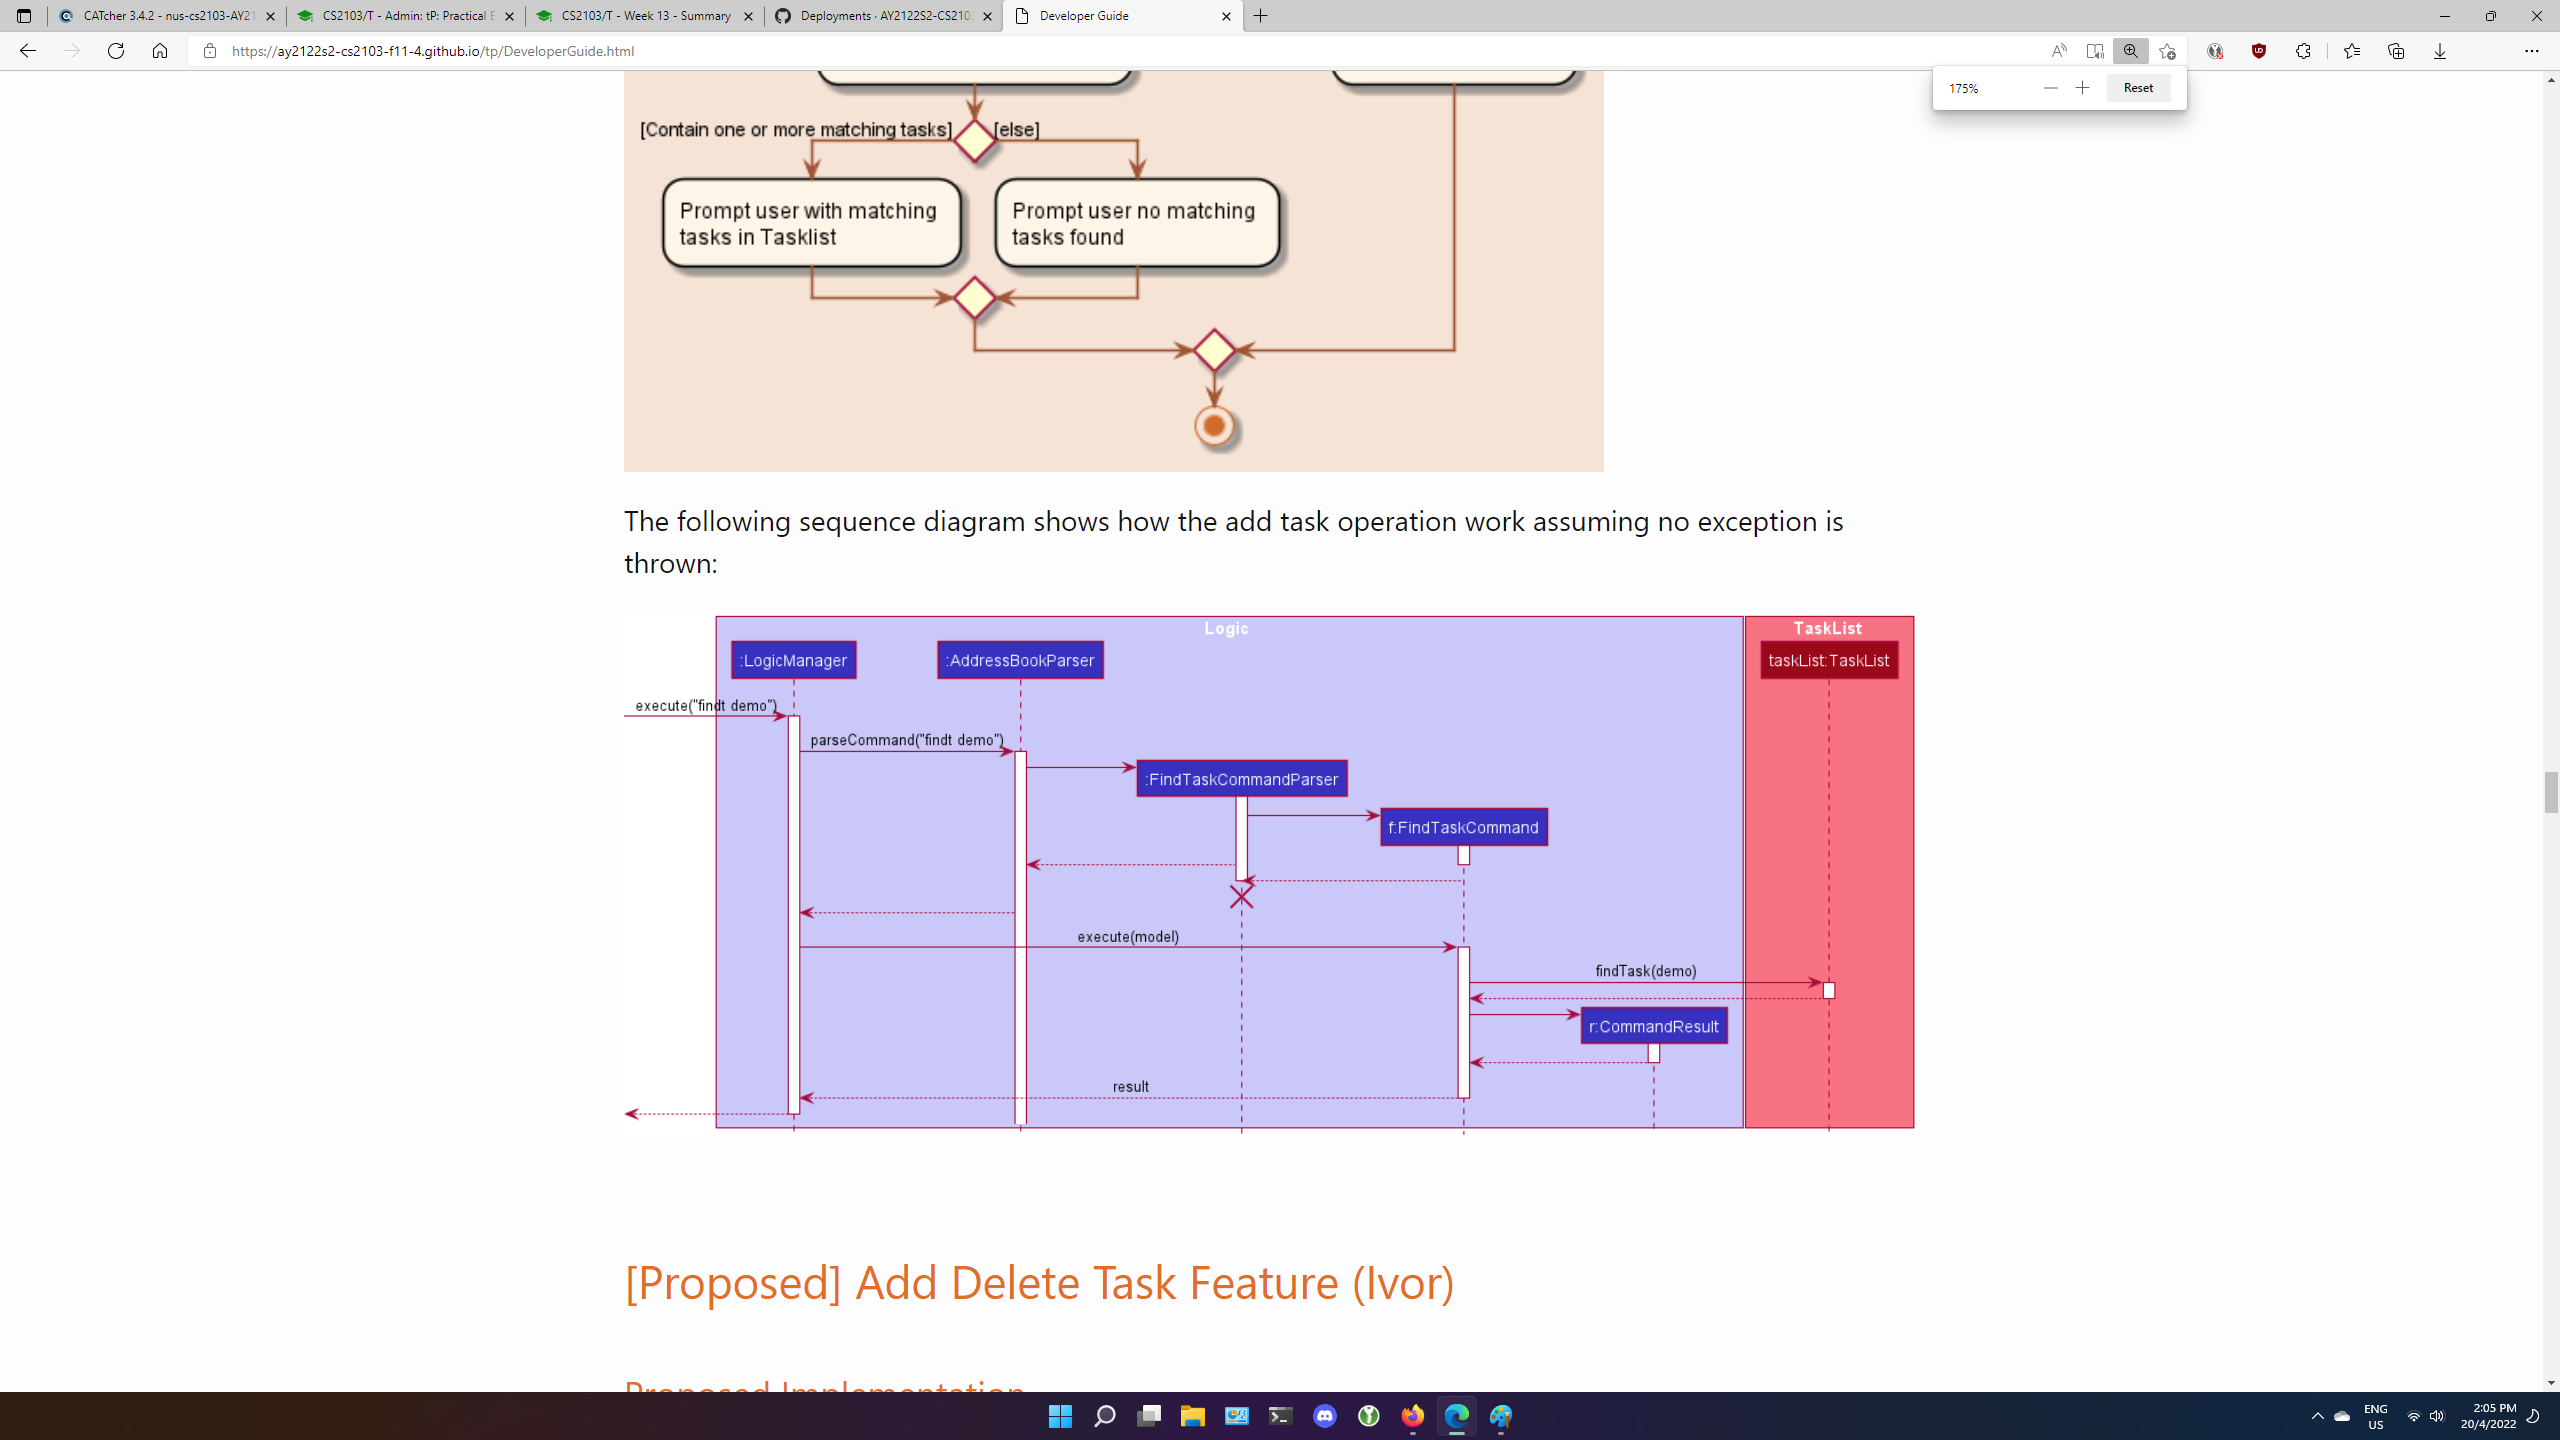 CATcher 3.4.2 - nus-cs2103-AY21
CS2103/T - Admin: tP: Practical E
CS2103/T - Week 13 - Summary
Deployments · AY2122S2-CS210
Developer Guide
https://ay2122s2-cs2103-f11-4.github.io/tp/DeveloperGuide.html
175%
Reset
[Contain one or more matching tasks]
[else]
Prompt user with matching
tasks in Tasklist
Prompt user no matching
tasks found
The following sequence diagram shows how the add task operation work assuming no exception is
thrown:
Logic
TaskList
:LogicManager
:AddressBookParser
taskList:TaskList
execute("findt demo")
parseCommand("findt demo")
:FindTaskCommandParser
f:FindTaskCommand
execute(model)
findTask(demo)
r:CommandResult
result
[Proposed] Add Delete Task Feature (Ivor)
Proposed Implementation
ENG
US
2:05 PM
20/4/2022